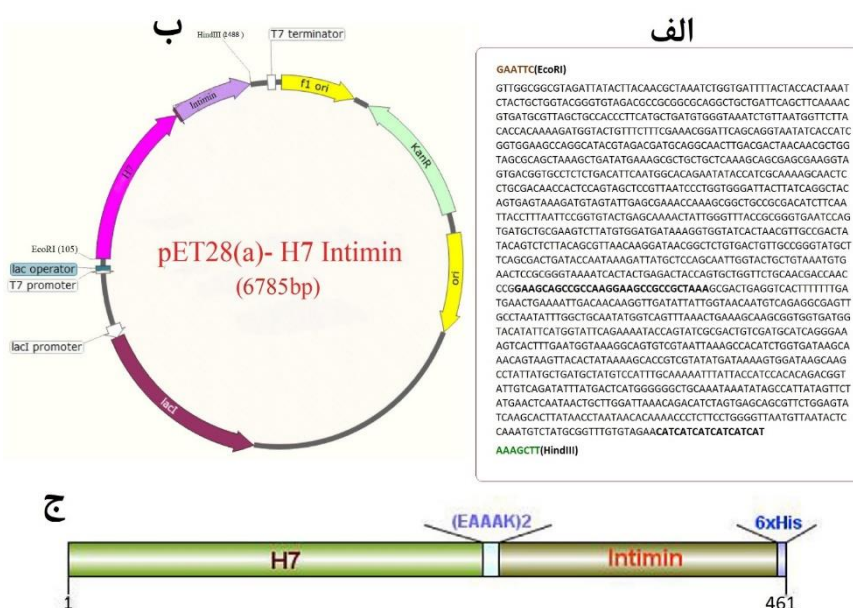 ب
HindIII (1488)
T7 terminator
f1 ori
Intimin
KanR
H7
EcoRI (105)
lac operator
T7 promoter
pET28(a)- H7 Intimin
(6785bp)
ori
lacI promoter
lacI
الف
GAATTC(EcoRI)
GTTGGCGGCGTAGATTATACTTACAACGCTAAATCTGGTGATTTTACTACCACTAAAT
CTACTGCTGGTACGGGTGTAGACGCCGCGGCGCAGGCTGCTGATTCAGCTTCAAAAC
GTGATGCGTTAGCTGCCACCCTTCATGCTGATGTGGGTAAATCTGTTAATGGTTCTTA
CACCACAAAAGATGGTACTGTTTCTTTCGAAACGGATTCAGCAGGTAATATCACCATC
GGTGGAAGCCAGGCATACGTAGACGATGCAGGCAACTTGACGACTAACAACGCTGG
TAGCGCAGCTAAAGCTGATATGAAAGCGCTGCTGCTCAAAGCAGCGAGCGAAGGTA
GTGACGGTGCCTCTCTGACATTCAATGGCACAGAATATACCATCGCAAAAGCAACTC
CTGCGACAACCACTCCAGTAGCTCCGTTAATCCCTGGTGGGATTACTTATCAGGCTAC
AGTGAGTAAAGATGTAGTATTGAGCGAAACCAAAGCGGCTGCCGCGACATCTTCAA
TTACCTTTAATTCCGGTGTACTGAGCAAAACTATTGGGTTTACCGCGGGTGAATCCAG
TGATGCTGCGAAGTCTTATGTGGATGATAAAGGTGGTATCACTAACGTTGCCGACTA
TACAGTCTCTTACAGCGTTAACAAGGATAACGGCTCTGTGACTGTTGCCGGGTATGCT
TCAGCGACTGATACCAATAAAGATTATGCTCCAGCAATTGGTACTGCTGTAAATGTG
AACTCCGCGGGTAAAATCACTACTGAGACTACCAGTGCTGGTTCTGCAACGACCAAC
CCGGAAGCAGCCGCCAAGGAAGCCGCCGCTAAAGCGACTGAGGTCACTTTTTTTGA
TGAACTGAAAATTGACAACAAGGTTGATATTATTGGTAACAATGTCAGAGGCGAGTT
GCCTAATATTTGGCTGCAATATGGTCAGTTTAAACTGAAAGCAAGCGGTGGTGATGG
TACATATTCATGGTATTCAGAAAATACCAGTATCGCGACTGTCGATGCATCAGGGAA
AGTCACTTTGAATGGTAAAGGCAGTGTCGTAATTAAAGCCACATCTGGTGATAAGCA
AACAGTAAGTTACACTATAAAAGCACCGTCGTATATGATAAAAGTGGATAAGCAAG
CCTATTATGCTGATGCTATGTCCATTTGCAAAAATTTATTACCATCCACACAGACGGT
ATTGTCAGATATTTATGACTCATGGGGGGCTGCAAATAAATATAGCCATTATAGTTCT
ATGAACTCAATAACTGCTTGGATTAAACAGACATCTAGTGAGCAGCGTTCTGGAGTA
TCAAGCACTTATAACCTAATAACACAAAACCCTCTTCCTGGGGTTAATGTTAATACTC
CAAATGTCTATGCGGTTTGTGTAGAACATCATCATCATCATCAT
AAAGCTT(HindIII)
ج
(EAAAK)2
6xHis
H7
Intimin
1
461